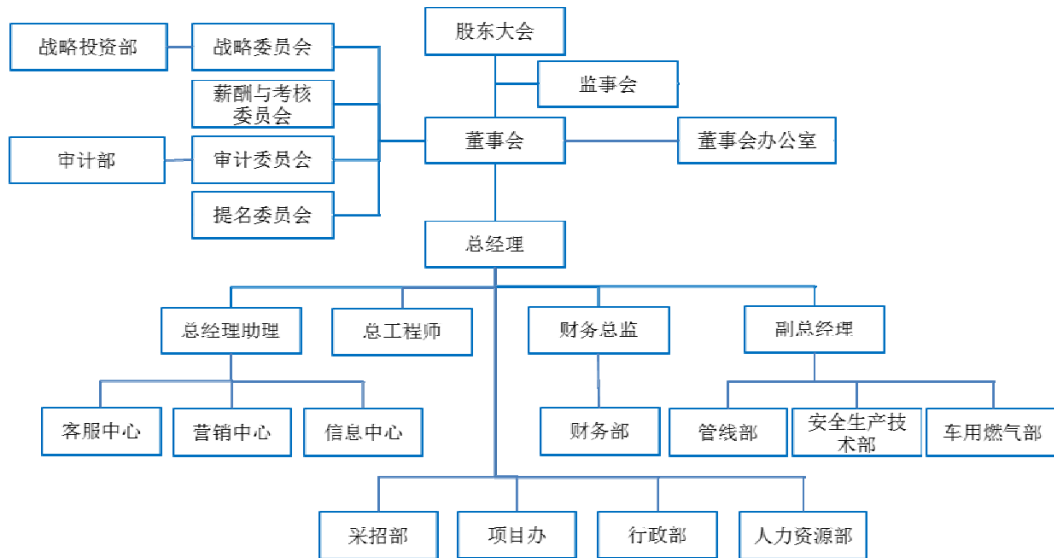 股东大会
战略投资部
战略委员会
监事会
薪酬与考核
委员会
董事会
董事会办公室
审计部
审计委员会
提名委员会
总经理
总经理助理
总工程师
财务总监
副总经理
客服中心
营销中心
信息中心
财务部
管线部
安全生产技
术部
车用燃气部
采招部
项目办
行政部
人力资源部